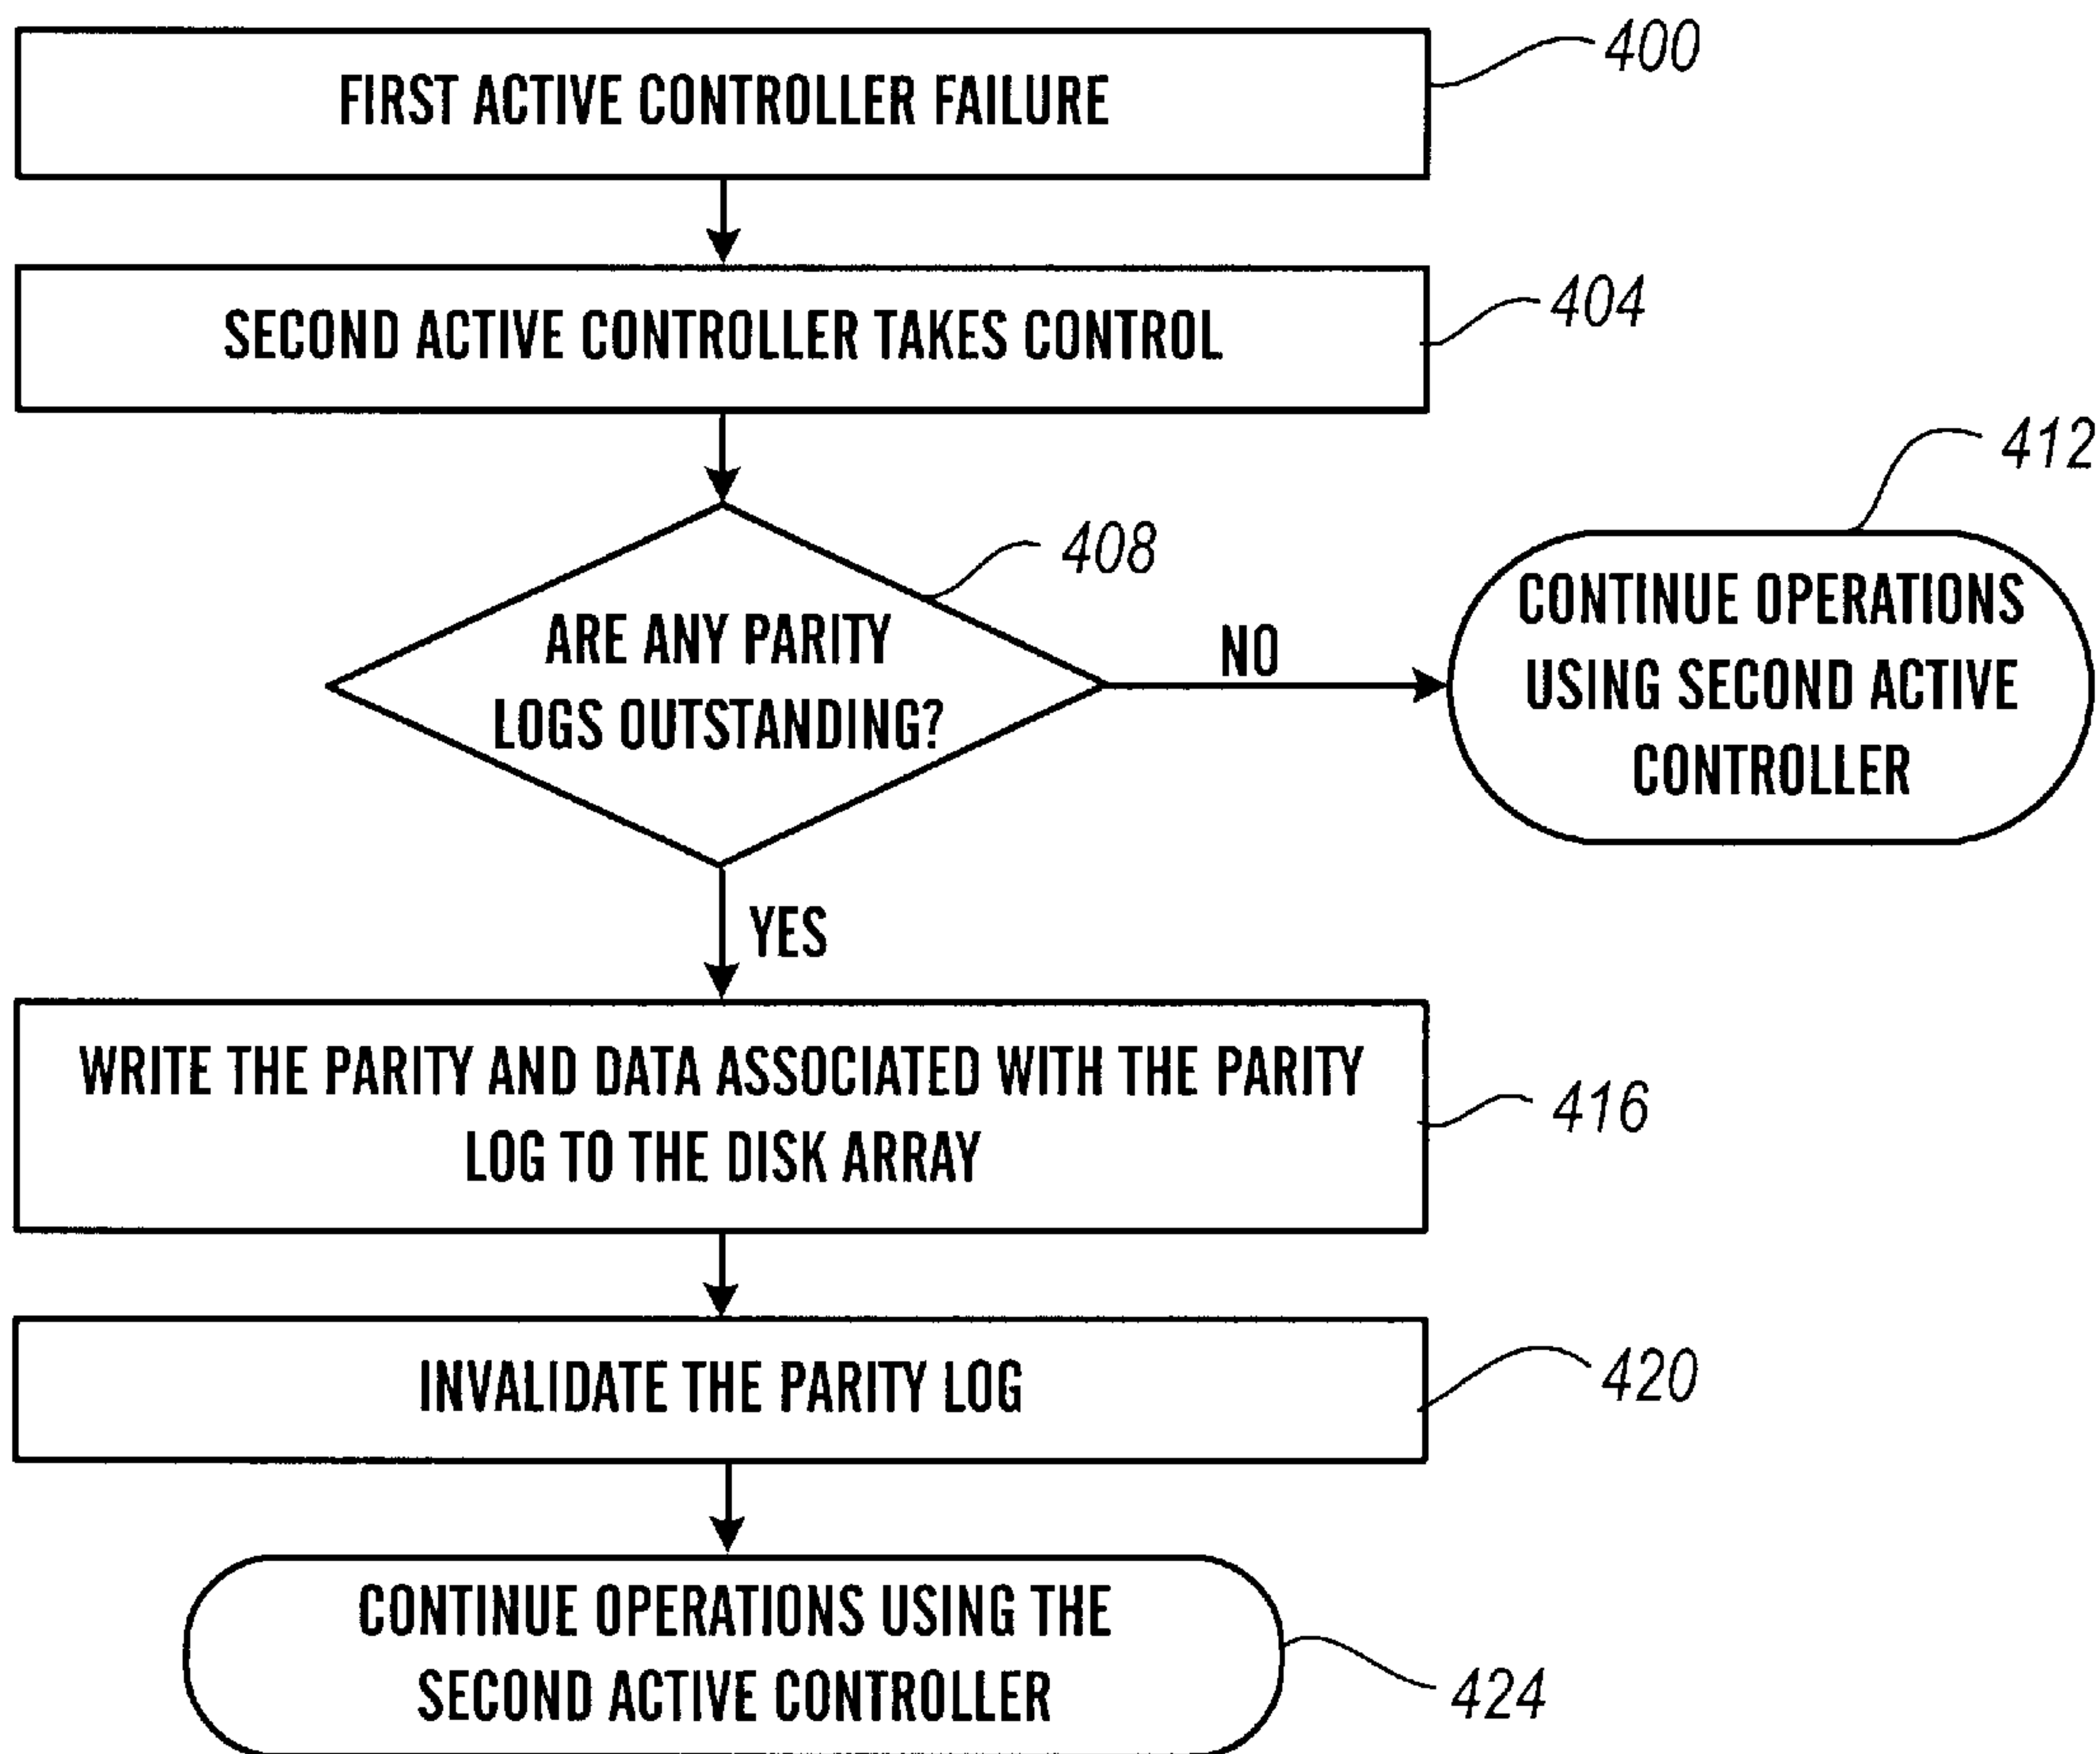 FIRST ACTIVE CONTROLLER FAILURE
400
SECOND ACTIVE CONTROLLER TAKES CONTROL
404
ARE ANY PARITY
LOGS OUTSTANDING?
408
NO
CONTINUE OPERATIONS
USING SECOND ACTIVE
CONTROLLER
412
YES
WRITE THE PARITY AND DATA ASSOCIATED WITH THE PARITY
LOG TO THE DISK ARRAY
416
INVALIDATE THE PARITY LOG
420
CONTINUE OPERATIONS USING THE
SECOND ACTIVE CONTROLLER
424